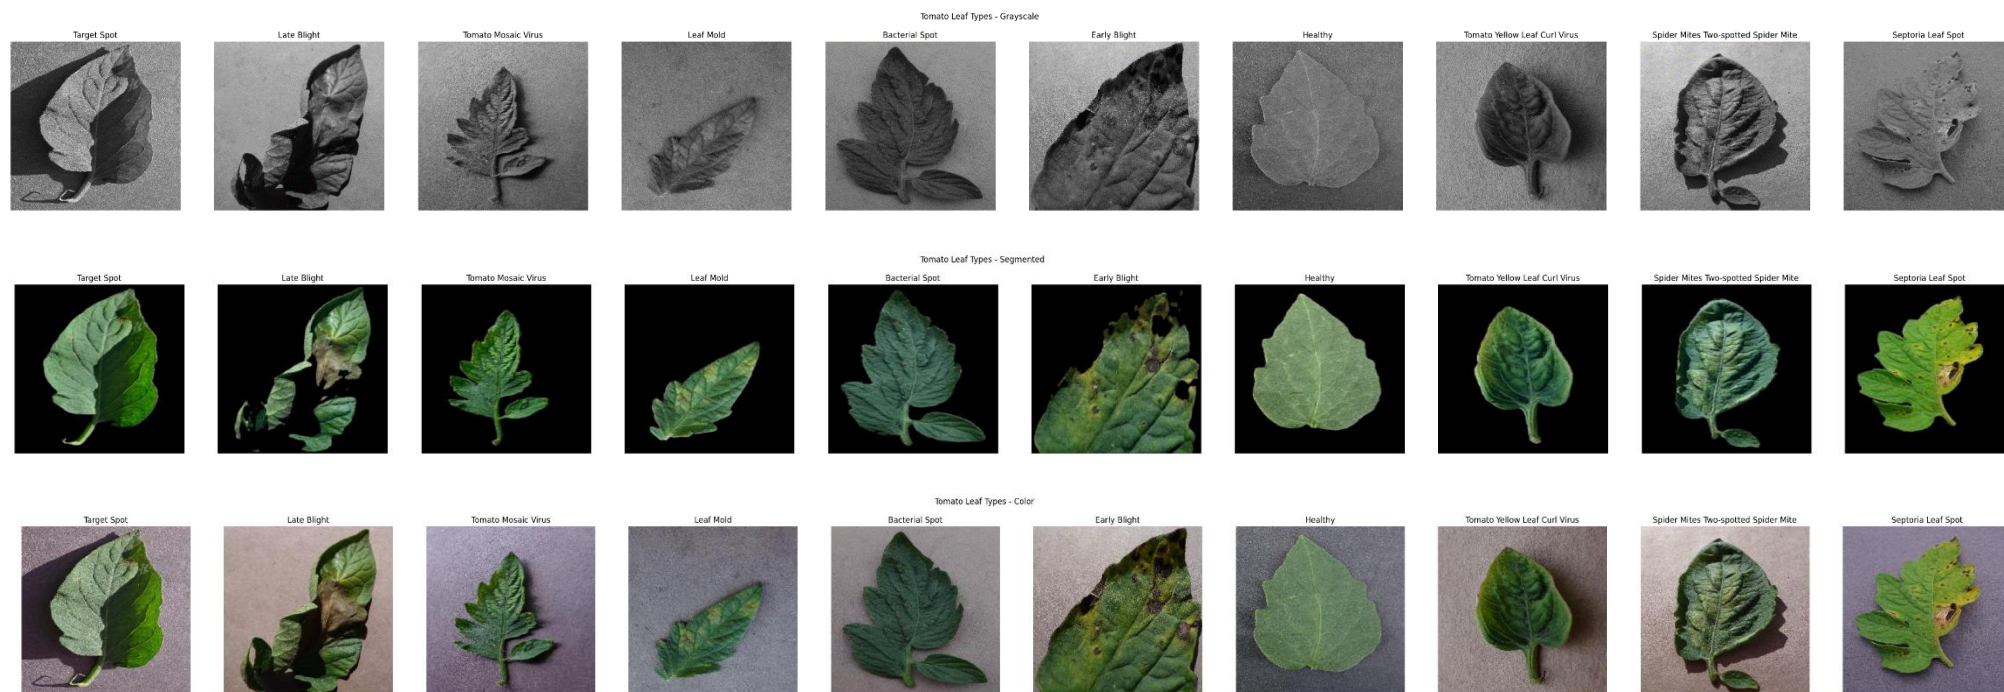 Tomato Leaf Types - Grayscale
Target Spot
Late Blight
Tomato Mosaic Virus
Leaf Mold
Bacterial Spot
Early Blight
Healthy
Tomato Yellow Leaf Curl Virus
Spider Mites Two-spotted Spider Mite
Septoria Leaf Spot
Tomato Leaf Types - Segmented
Target Spot
Late Blight
Tomato Mosaic Virus
Leaf Mold
Bacterial Spot
Early Blight
Healthy
Tomato Yellow Leaf Curl Virus
Spider Mites Two-spotted Spider Mite
Septoria Leaf Spot
Tomato Leaf Types - Color
Target Spot
Late Blight
Tomato Mosaic Virus
Leaf Mold
Bacterial Spot
Early Blight
Healthy
Tomato Yellow Leaf Curl Virus
Spider Mites Two-spotted Spider Mite
Septoria Leaf Spot